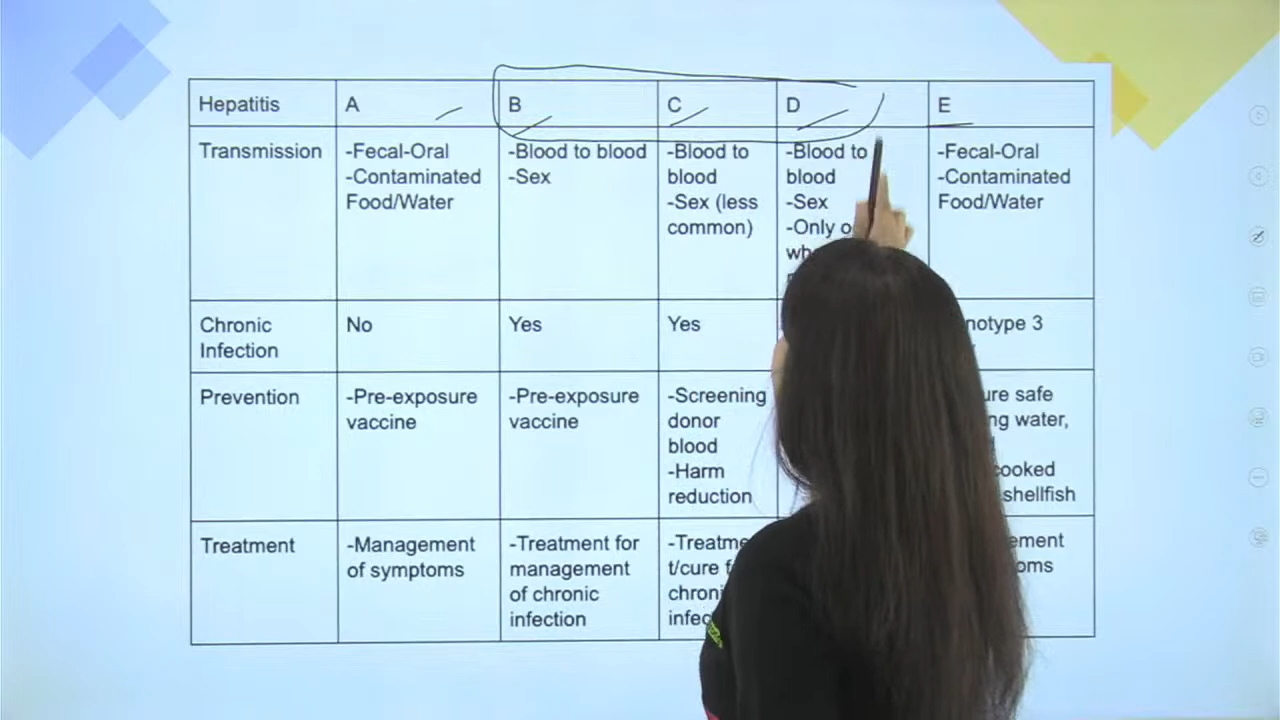 Hepatitis
A
B
C
D
E
Transmission
-Fecal-Oral
-Contaminated
Food/Water
-Blood to blood
-Sex
-Blood to
blood
-Sex (less
common)
-Blood to
blood
-Sex
-Only
-Fecal-Oral
-Contaminated
Food/Water
Chronic
Infection
No
Yes
Yes
notype 3
Prevention
-Pre-exposure
vaccine
-Pre-exposure
vaccine
-Screening
donor
blood
-Harm
reduction
ure safe
ng water,
cooked
shellfish
Treatment
-Management
of symptoms
-Treatment for
management
of chronic
infection
-Treatme
t/cure f
chroni
infec
ement
oms